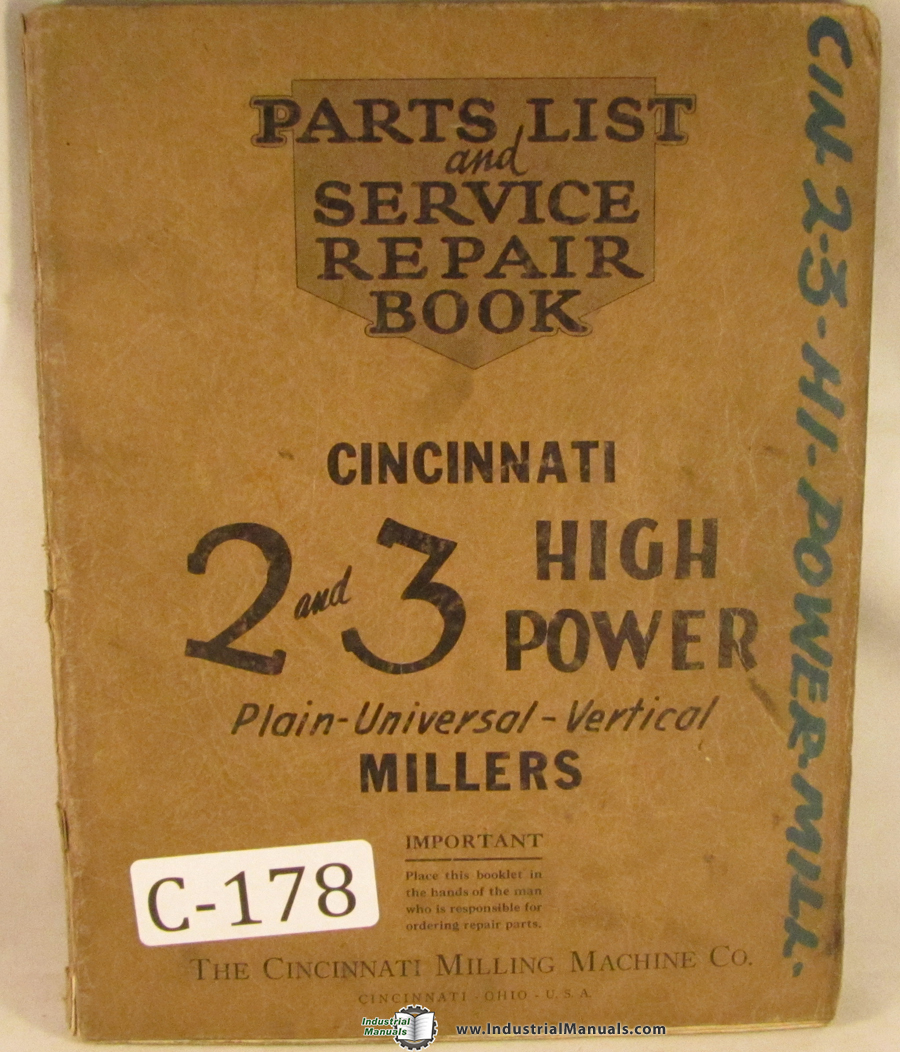 PARTS LIST
and
SERVICE
REPAIR
BOOK
CINCINNATI
2 and 3 HIGH
POWER
Plain-Universal-Vertical
MILLERS
IMPORTANT
Place this booklet in
the hands of the man
who is responsible for
ordering repair parts.
C-178
THE CINCINNATI MILLING MACHINE CO.
CINCINNATI - OHIO - U.S.A.
CIN-2-3-HI-POWER-MILL-
Industrial
Manuals
www.IndustrialManuals.com